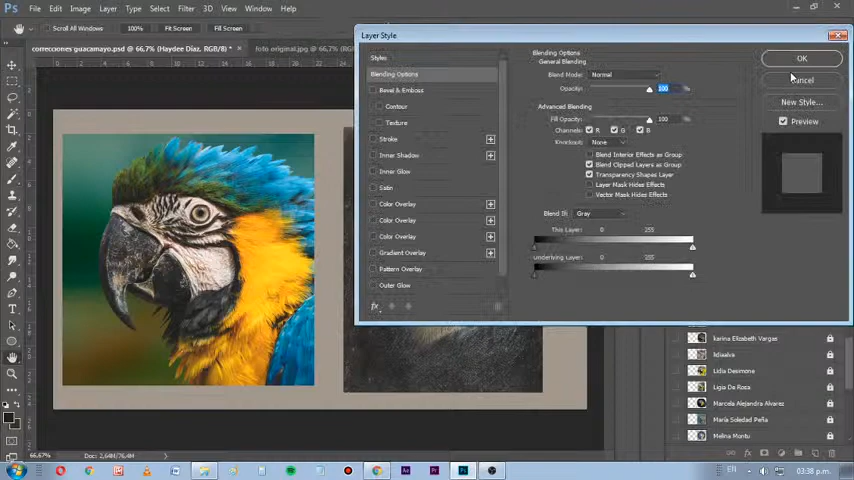 Ps File Edit Image Layer Type Select Filter 3D View Window Help
Scroll All Windows 100% Fit Screen Fill Screen
correcciones guacamayo.psd @ 66,7% (Haydee Diaz, RGB/8) * ×
foto original.jpg @ 66,7% (RGB/8
Layer Style
Styles
Blending Options
Bevel & Emboss
Contour
Texture
Stroke
Inner Shadow
Inner Glow
Satin
Color Overlay
Color Overlay
Color Overlay
Gradient Overlay
Pattern Overlay
Outer Glow
fx
Blending Options
General Blending
Blend Mode: Normal
Opacity: 100 %
Advanced Blending
Fill Opacity: 100 %
Channels: R G B
Knockout: None
Blend Interior Effects as Group
Blend Clipped Layers as Group
Transparency Shapes Layer
Layer Mask Hides Effects
Vector Mask Hides Effects
Blend If: Gray
This Layer: 0 255
Underlying Layer: 0 255
OK
Cancel
New Style...
Preview
karina Elizabeth Vargas
lidiaalva
Lidia Desimone
Ligia De Rosa
Marcela Alejandra Alvarez
María Soledad Peña
Melina Mantu
66.67% Doc: 2,64M/76,4M
EN 03:38 p.m.